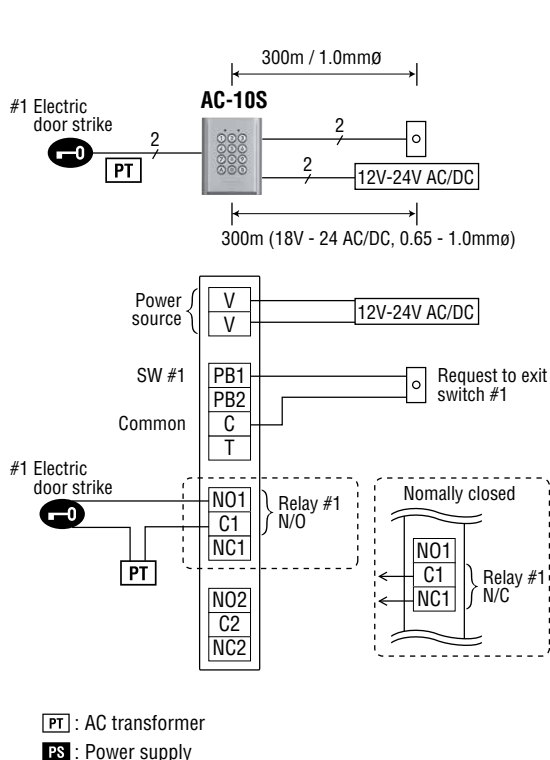 300m / 1.0mmø
#1 Electric
door strike
AC-10S
2
2
2
PT
12V-24V AC/DC
300m (18V - 24 AC/DC, 0.65 - 1.0mmø)
Power
source
V
V
12V-24V AC/DC
SW #1
PB1
PB2
Common
C
T
Request to exit
switch #1
#1 Electric
door strike
NO1
C1
NC1
Relay #1
N/O
PT
NO2
C2
NC2
Nomally closed
NO1
C1
NC1
Relay #1
N/C
PT : AC transformer
PS : Power supply